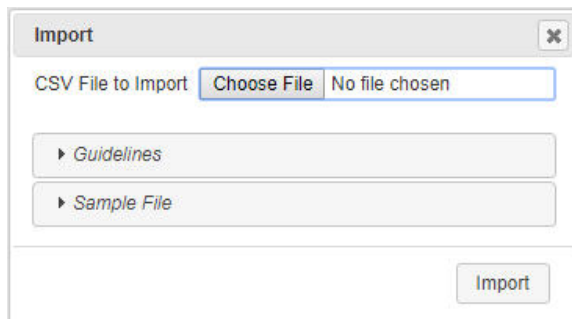 Import
CSV File to Import Choose File No file chosen
Guidelines
Sample File
Import